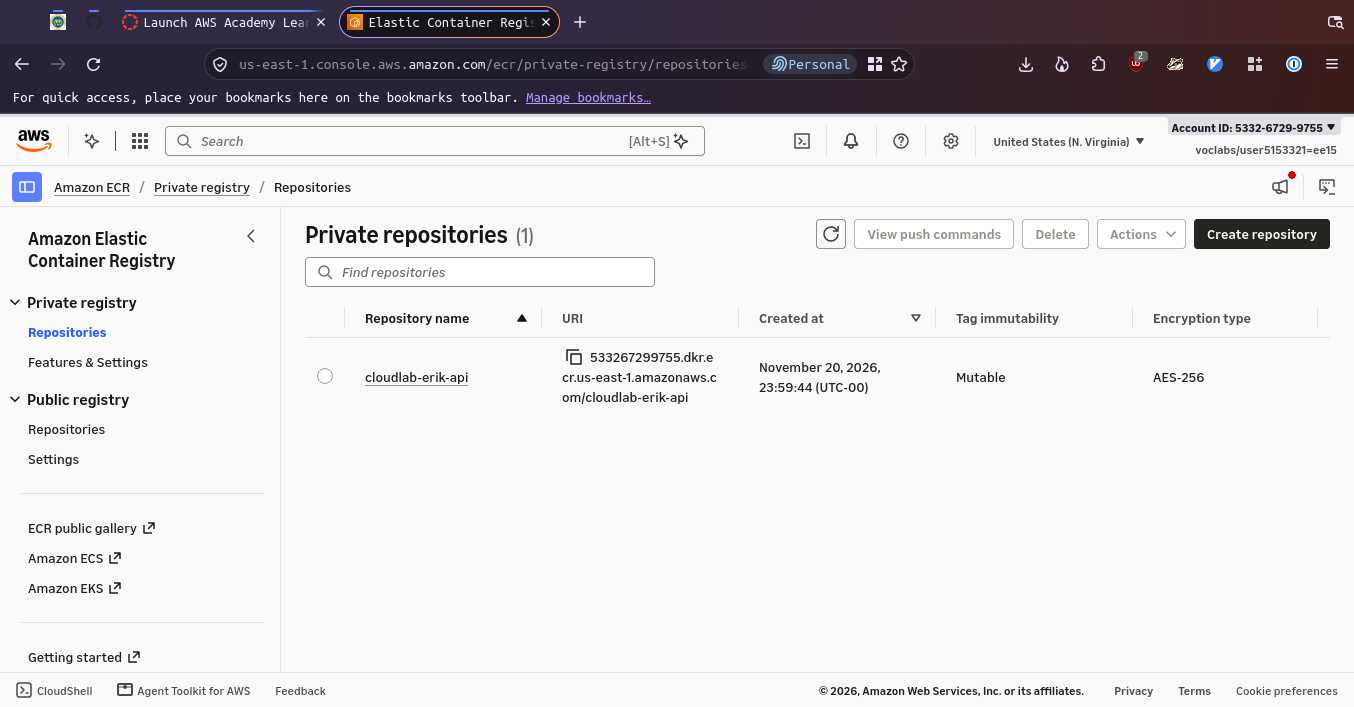 Launch AWS Academy Lear
Elastic Container Regis
us-east-1.console.aws.amazon.com/ecr/private-registry/repositories
Personal
2
For quick access, place your bookmarks here on the bookmarks toolbar. Manage bookmarks…
aws
Search
[Alt+S]
United States (N. Virginia)
Account ID: 5332-6729-9755
voclabs/user5153321=ee15
Amazon ECR / Private registry / Repositories
Amazon Elastic
Container Registry
Private registry
Repositories
Features & Settings
Public registry
Repositories
Settings
ECR public gallery
Amazon ECS
Amazon EKS
Getting started
Private repositories (1)
View push commands
Delete
Actions
Create repository
Find repositories
Repository name
URI
Created at
Tag immutability
Encryption type
cloudlab-erik-api
533267299755.dkr.e
cr.us-east-1.amazonaws.c
om/cloudlab-erik-api
November 20, 2026,
23:59:44 (UTC-00)
Mutable
AES-256
CloudShell
Agent Toolkit for AWS
Feedback
© 2026, Amazon Web Services, Inc. or its affiliates.
Privacy
Terms
Cookie preferences